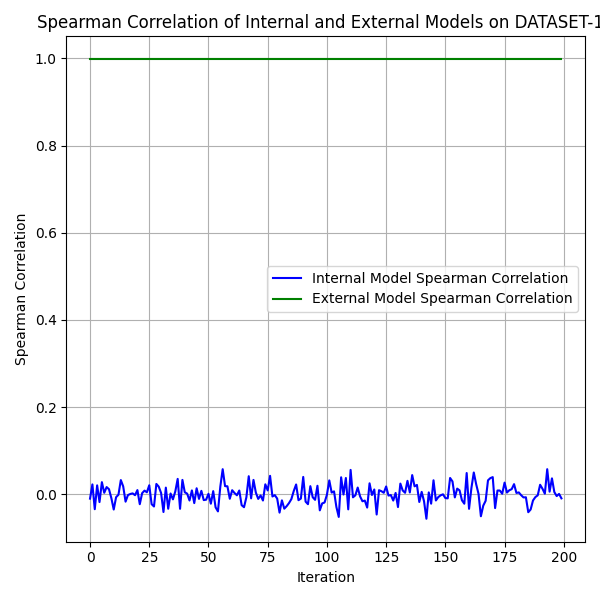 Spearman Correlation of Internal and External Models on DATASET-1
1.0
0.8
0.6
0.4
0.2
0.0
Spearman Correlation
Internal Model Spearman Correlation
External Model Spearman Correlation
0 25 50 75 100 125 150 175 200
Iteration